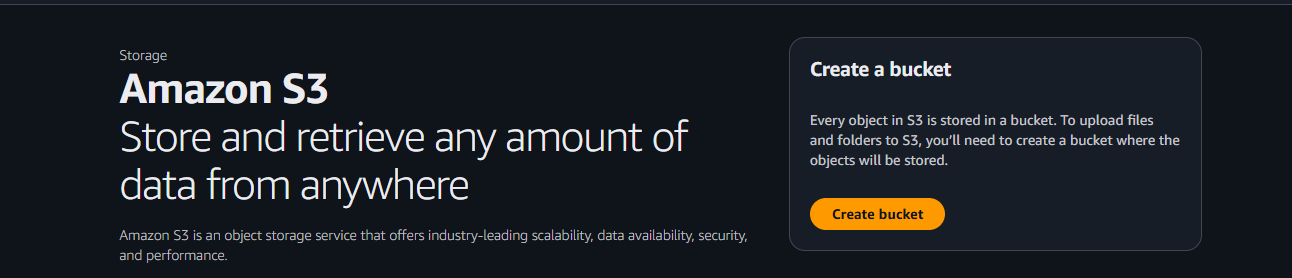 Storage
Amazon S3
Store and retrieve any amount of
data from anywhere
Amazon S3 is an object storage service that offers industry-leading scalability, data availability, security,
and performance.
Create a bucket
Every object in S3 is stored in a bucket. To upload files
and folders to S3, you’ll need to create a bucket where the
objects will be stored.
Create bucket